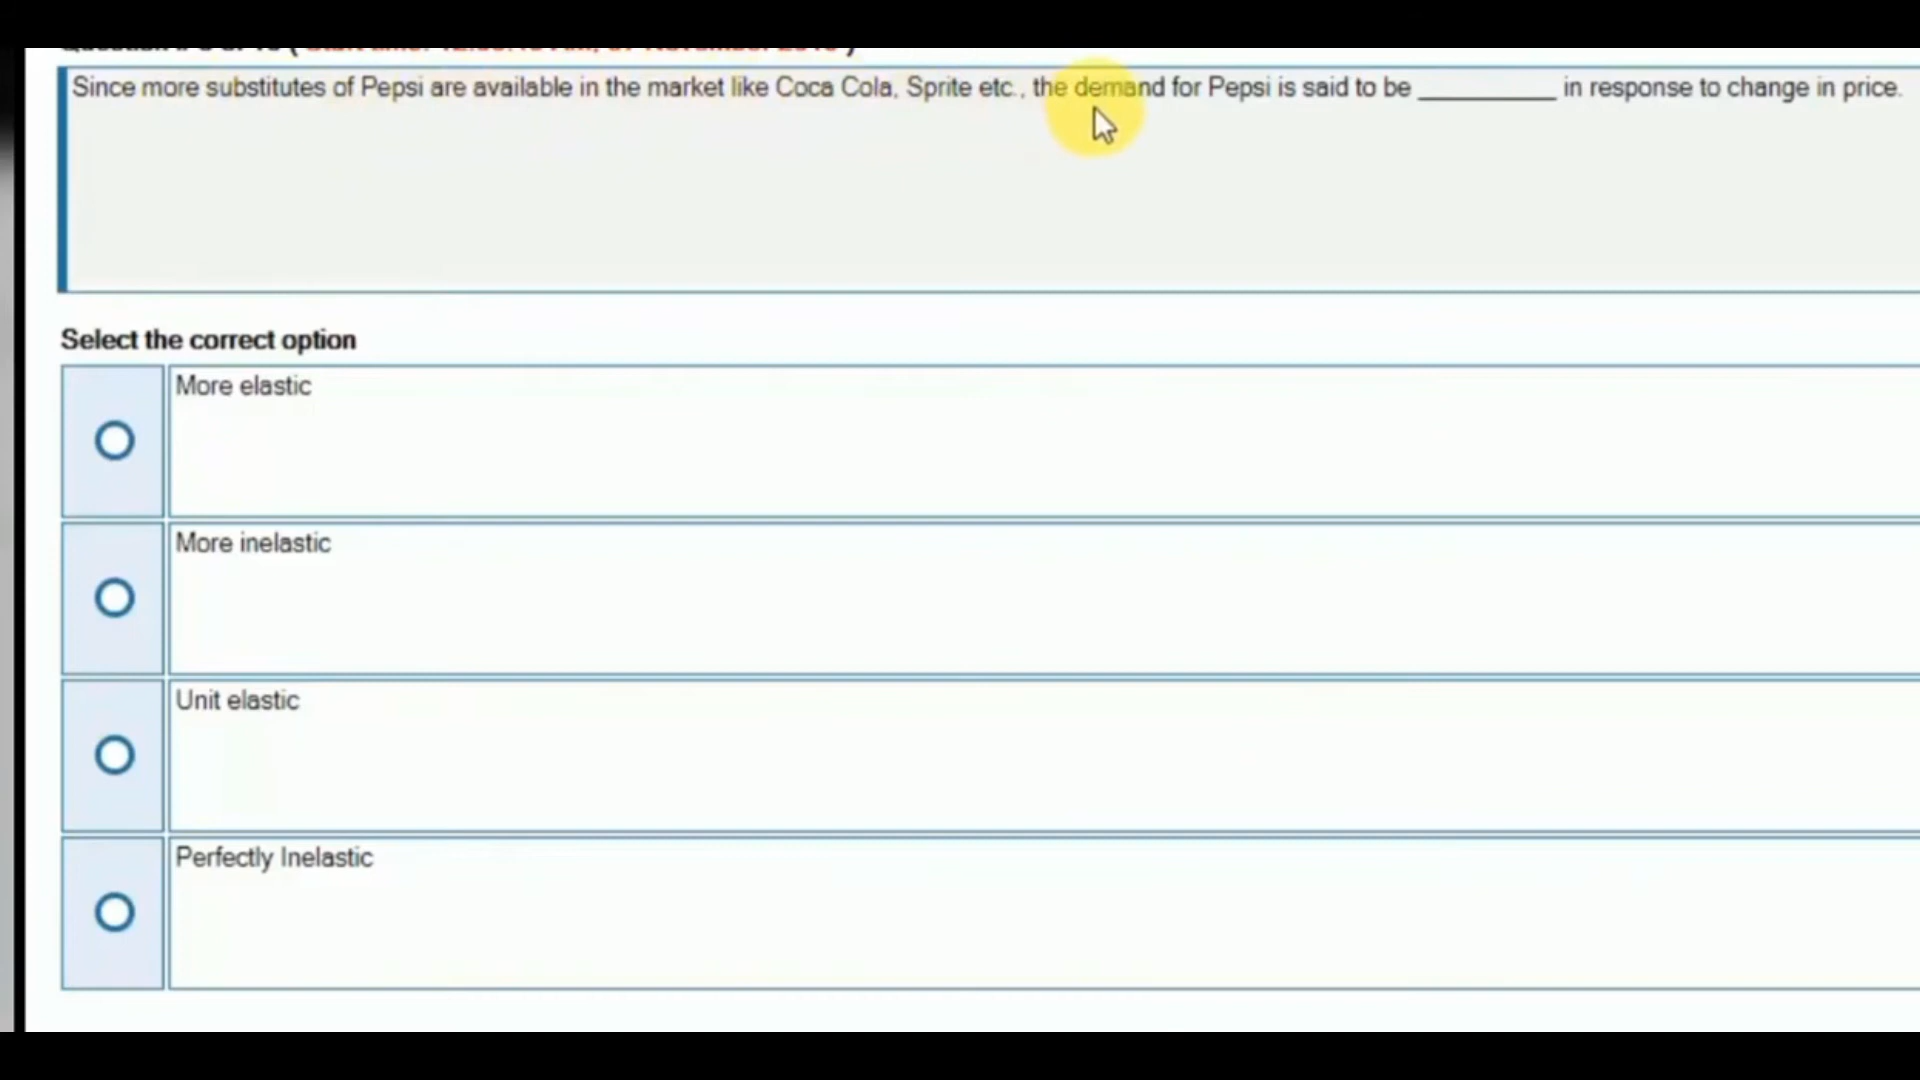 Since more substitutes of Pepsi are available in the market like Coca Cola, Sprite etc., the demand for Pepsi is said to be __________ in response to change in price.
Select the correct option
More elastic
More inelastic
Unit elastic
Perfectly Inelastic